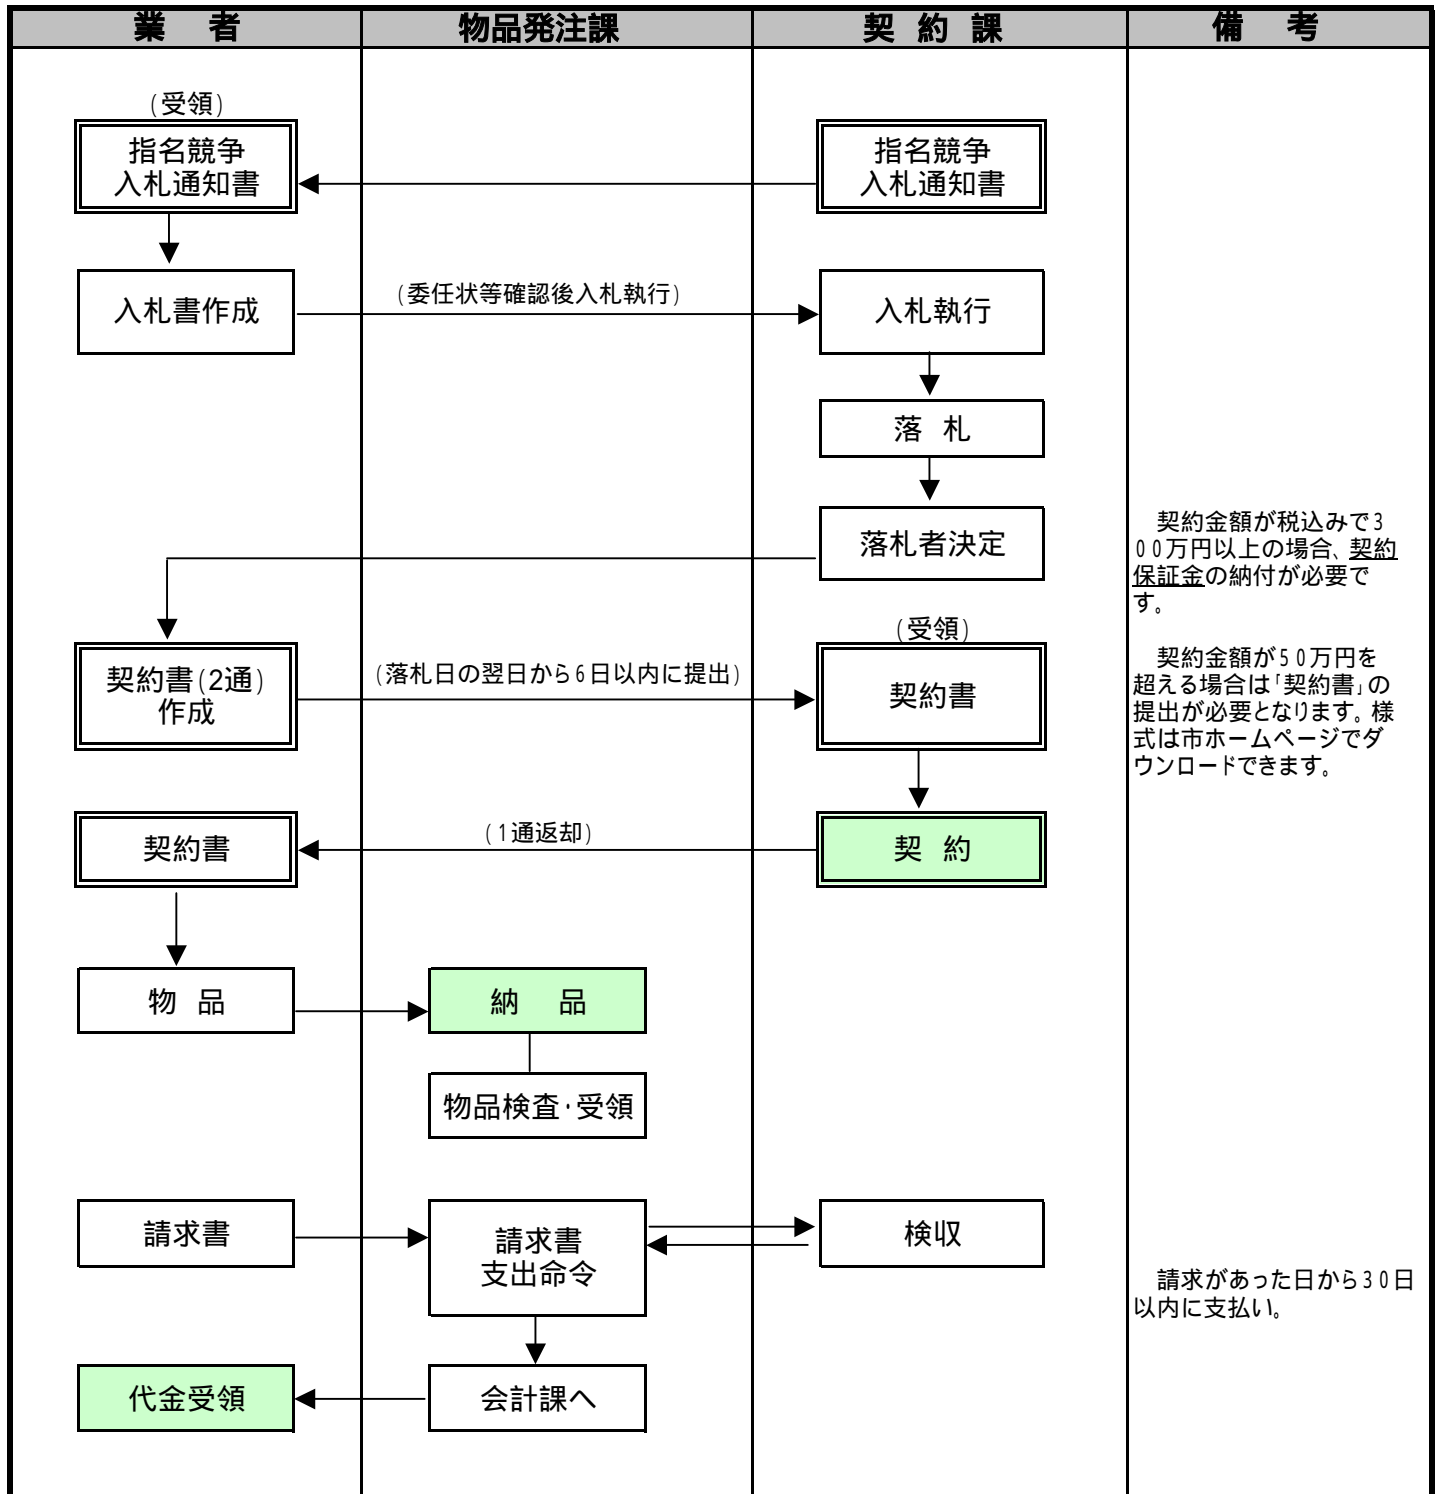 業　者
物品発注課
契 約 課
備　考
(受領)
指名競争
入札通知書
指名競争
入札通知書
入札書作成
(委任状等確認後入札執行)
入札執行
落 札
落札者決定
契約金額が税込みで3
00万円以上の場合、契約
保証金の納付が必要で
す。
(受領)
契約書(2通)
作成
(落札日の翌日から6日以内に提出)
契約書
契約金額が50万円を
超える場合は「契約書」の
提出が必要となります。様
式は市ホームページでダ
ウンロードできます。
契約書
(1通返却)
契 約
物 品
納　品
物品検査・受領
請求書
請求書
支出命令
検収
請求があった日から30日
以内に支払い。
代金受領
会計課へ